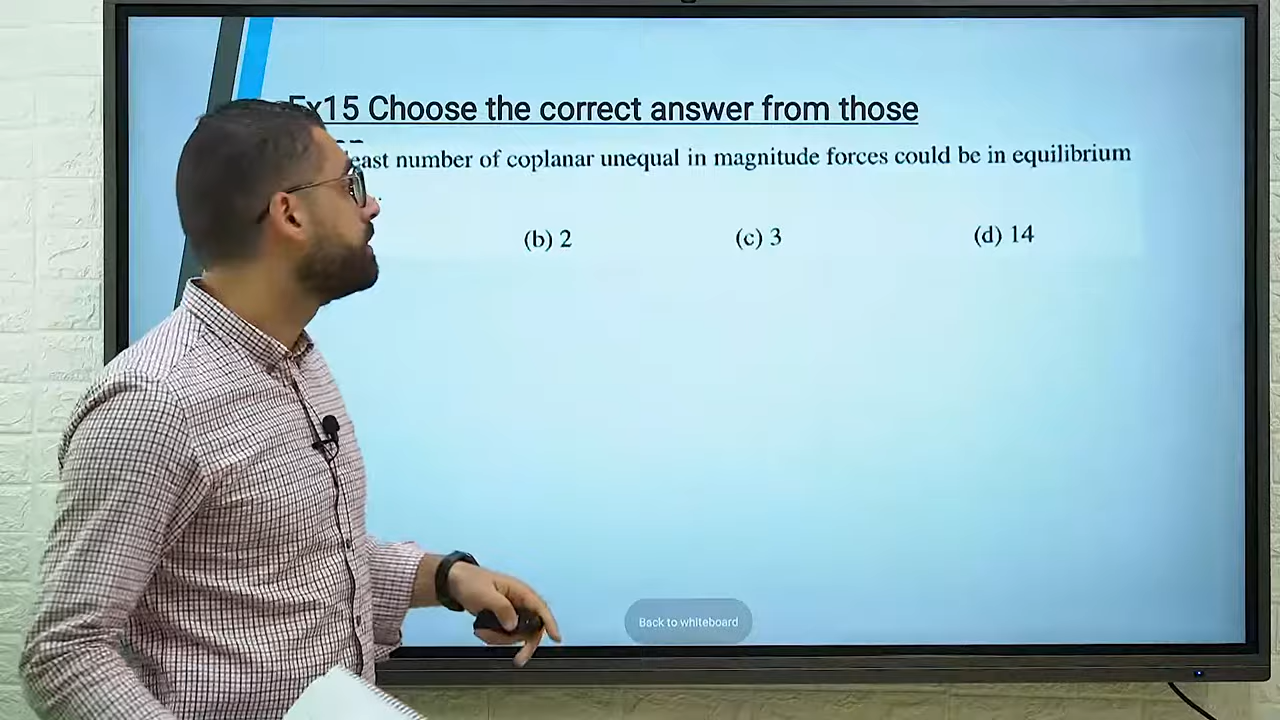 Ex15 Choose the correct answer from those
east number of coplanar unequal in magnitude forces could be in equilibrium
(b) 2 (c) 3 (d) 14
Back to whiteboard